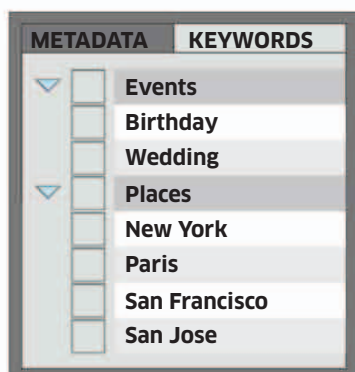 METADATA KEYWORDS
Events
Birthday
Wedding
Places
New York
Paris
San Francisco
San Jose